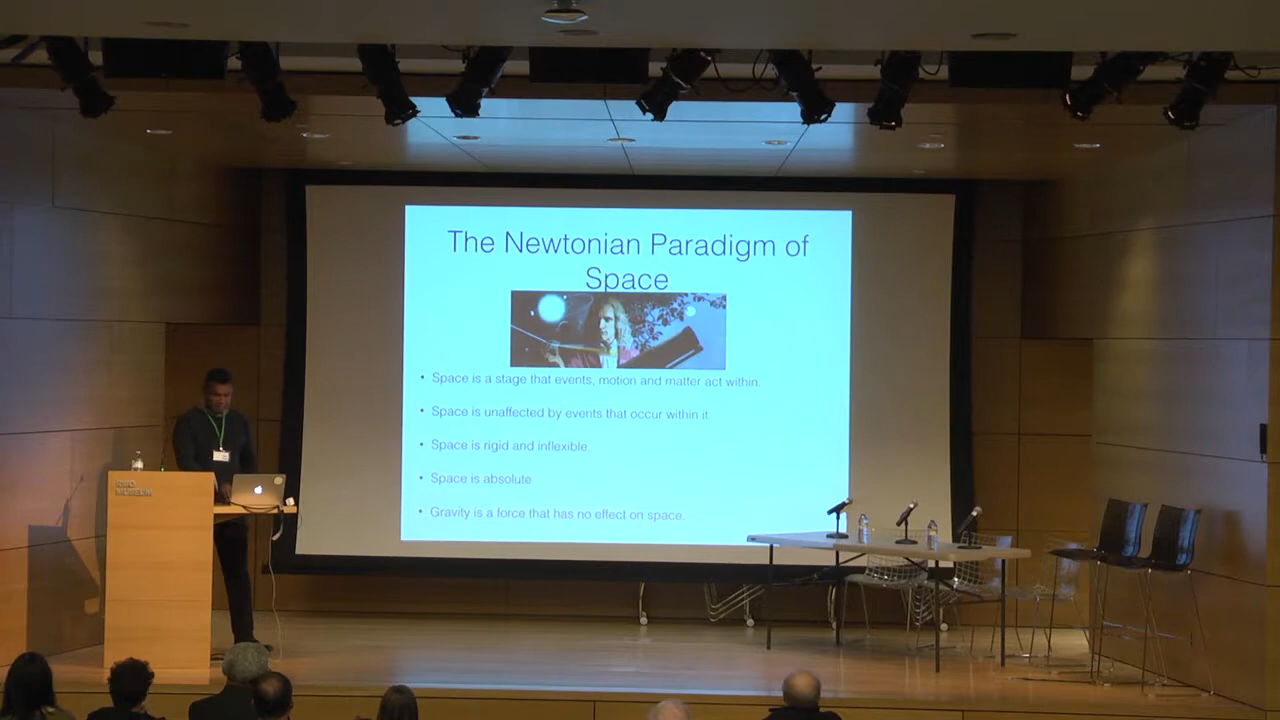 The Newtonian Paradigm of
Space
• Space is a stage that events, motion and matter act within.
• Space is unaffected by events that occur within it.
• Space is rigid and inflexible.
• Space is absolute
• Gravity is a force that has no effect on space.
RISD
MUSEUM